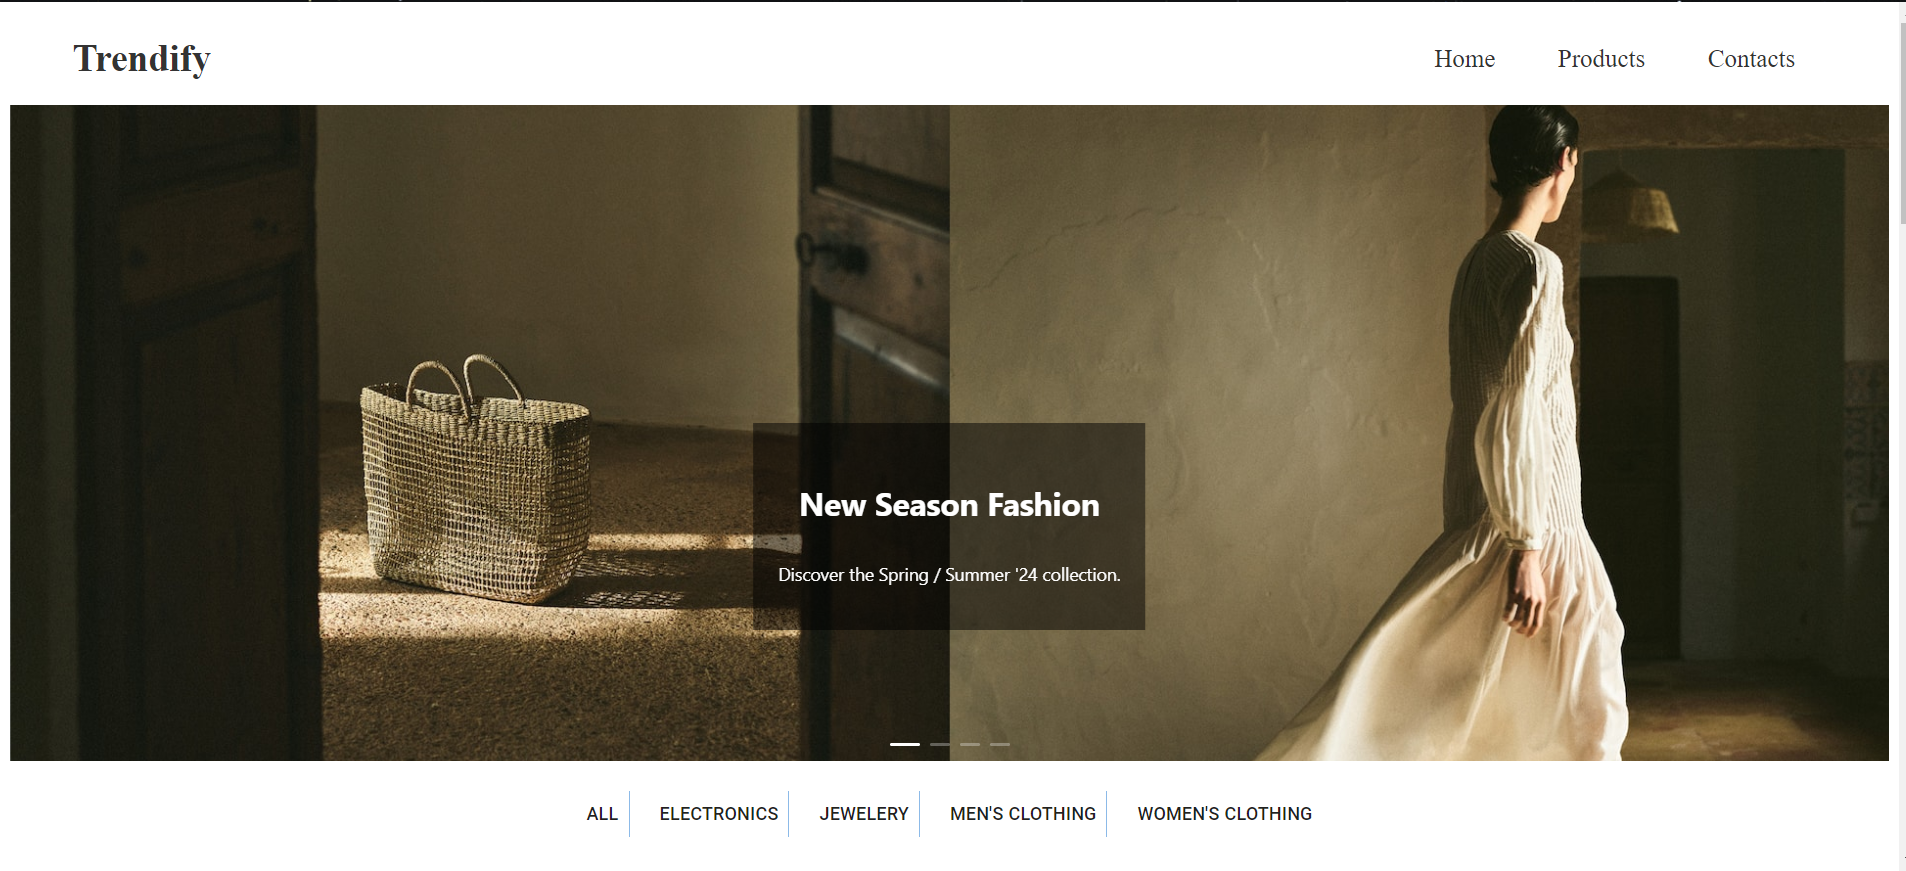 Trendify
Home Products Contacts
New Season Fashion
Discover the Spring / Summer '24 collection.
ALL ELECTRONICS JEWELERY MEN'S CLOTHING WOMEN'S CLOTHING